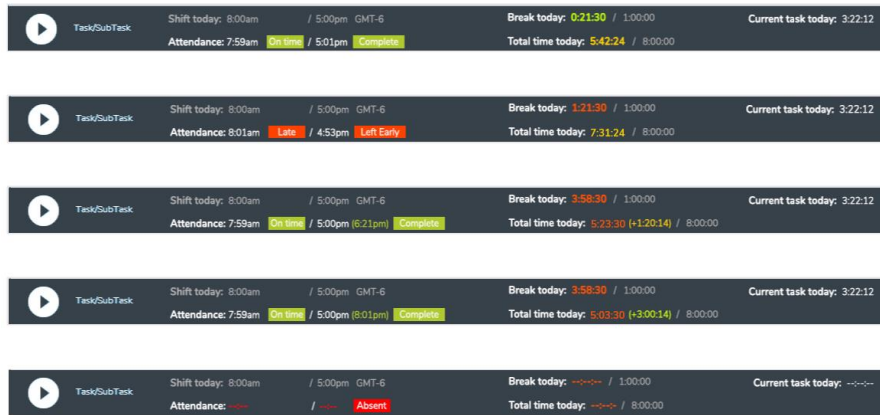 Shift today: 8:00am / 5:00pm GMT-6 Break today: 0:21:30 / 1:00:00 Current task today: 3:22:12
Task/SubTask
Attendance: 7:59am On time / 5:01pm Complete Total time today: 5:42:24 / 8:00:00
Shift today: 8:00am / 5:00pm GMT-6 Break today: 1:21:30 / 1:00:00 Current task today: 3:22:12
Task/SubTask
Attendance: 8:01am Late / 4:53pm Left Early Total time today: 7:31:24 / 8:00:00
Shift today: 8:00am / 5:00pm GMT-6 Break today: 3:58:30 / 1:00:00 Current task today: 3:22:12
Task/SubTask
Attendance: 7:59am On time / 5:00pm (6:21pm) Complete Total time today: 5:23:30 (+1:20:14) / 8:00:00
Shift today: 8:00am / 5:00pm GMT-6 Break today: 3:58:30 / 1:00:00 Current task today: 3:22:12
Task/SubTask
Attendance: 7:59am On time / 5:00pm (8:01pm) Complete Total time today: 5:03:30 (+3:00:14) / 8:00:00
Shift today: 8:00am / 5:00pm GMT-6 Break today: --:--:-- / 1:00:00 Current task today: --:--:--
Task/SubTask
Attendance: --:-- / --:-- Absent Total time today: --:--:-- / 8:00:00